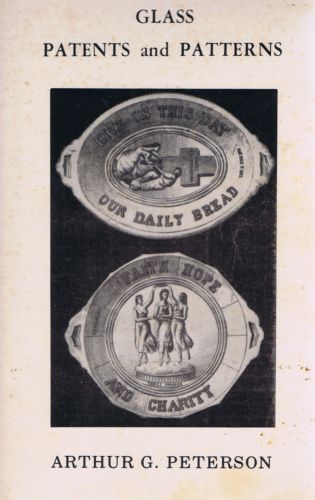 GLASS
PATENTS and PATTERNS
GIVE US THIS DAY
OUR DAILY BREAD
FAITH HOPE
AND CHARITY
ARTHUR G. PETERSON